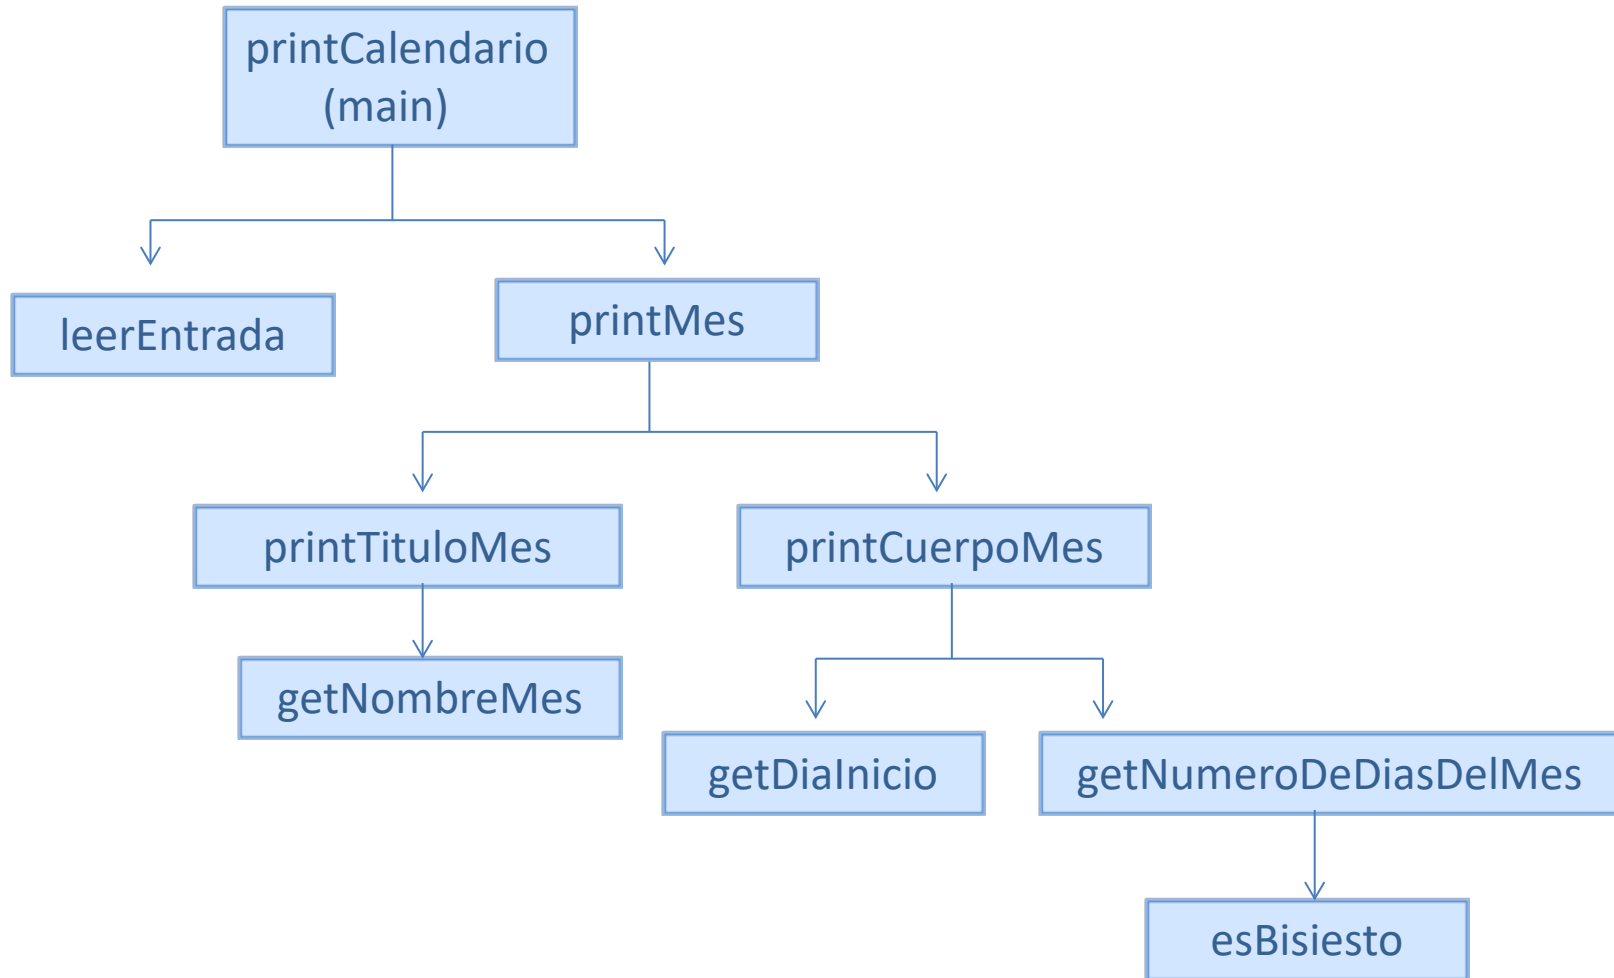 printCalendario
(main)
leerEntrada
printMes
printTituloMes
printCuerpoMes
getNombreMes
getDiaInicio
getNumeroDeDiasDelMes
esBisiesto